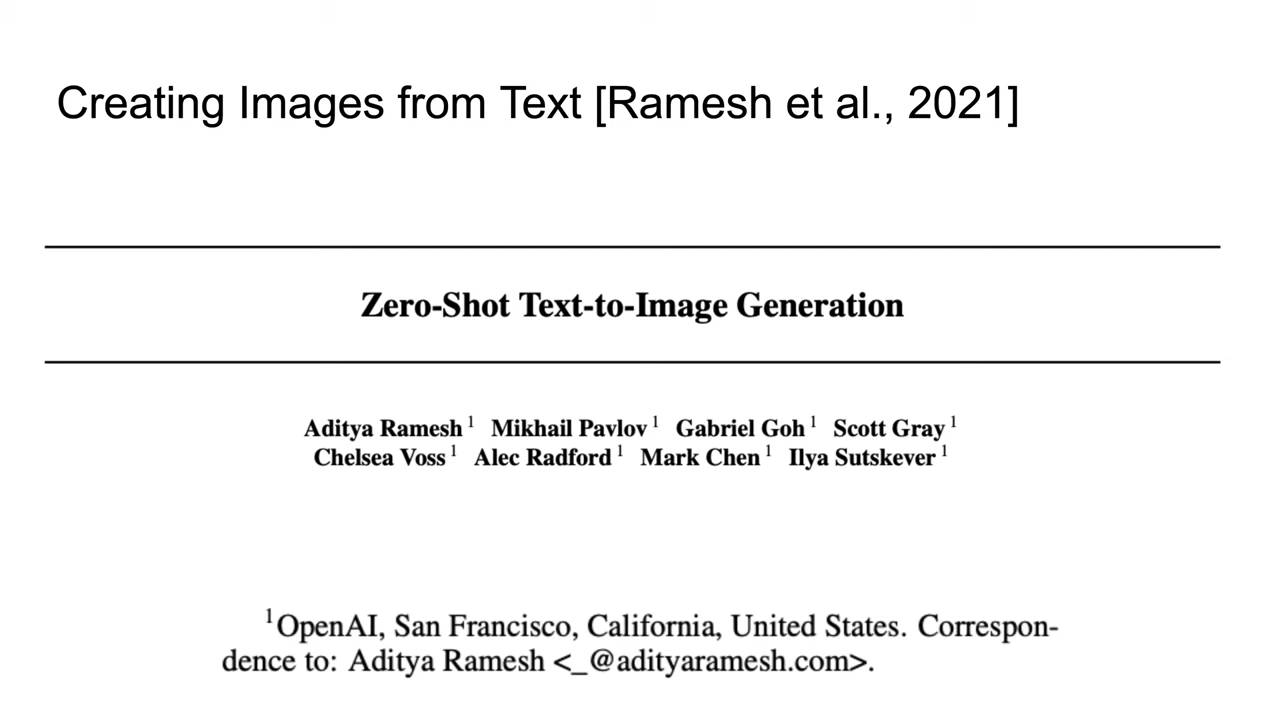 Creating Images from Text [Ramesh et al., 2021]
Zero-Shot Text-to-Image Generation
Aditya Ramesh 1 Mikhail Pavlov 1 Gabriel Goh 1 Scott Gray 1
Chelsea Voss 1 Alec Radford 1 Mark Chen 1 Ilya Sutskever 1
1OpenAI, San Francisco, California, United States. Correspon-
dence to: Aditya Ramesh <_@adityaramesh.com>.